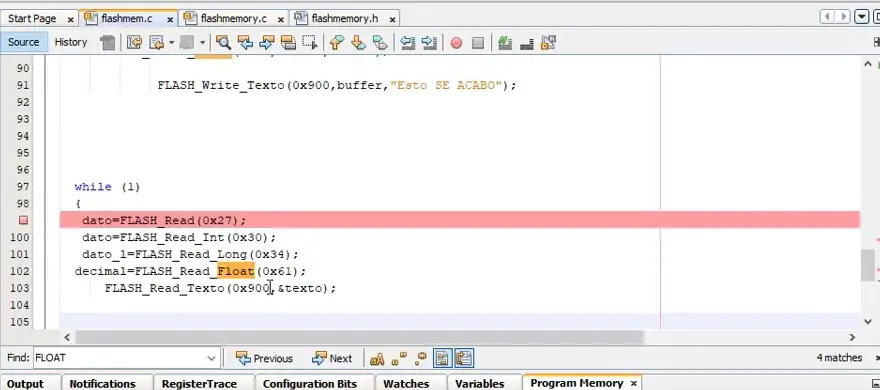 Start Page
flashmem.c
flashmemory.c
flashmemory.h
Source
History
90
91 FLASH_Write_Texto(0x900,buffer,"Esto SE ACABO");
92
93
94
95
96
97 while (1)
98 {
dato=FLASH_Read(0x27);
100 dato=FLASH_Read_Int(0x30);
101 dato_l=FLASH_Read_Long(0x34);
102 decimal=FLASH_Read_Float(0x61);
103 FLASH_Read_Texto(0x900,&texto);
104
105
Find: FLOAT Previous Next 4 matches
Output Notifications RegisterTrace Configuration Bits Watches Variables Program Memory